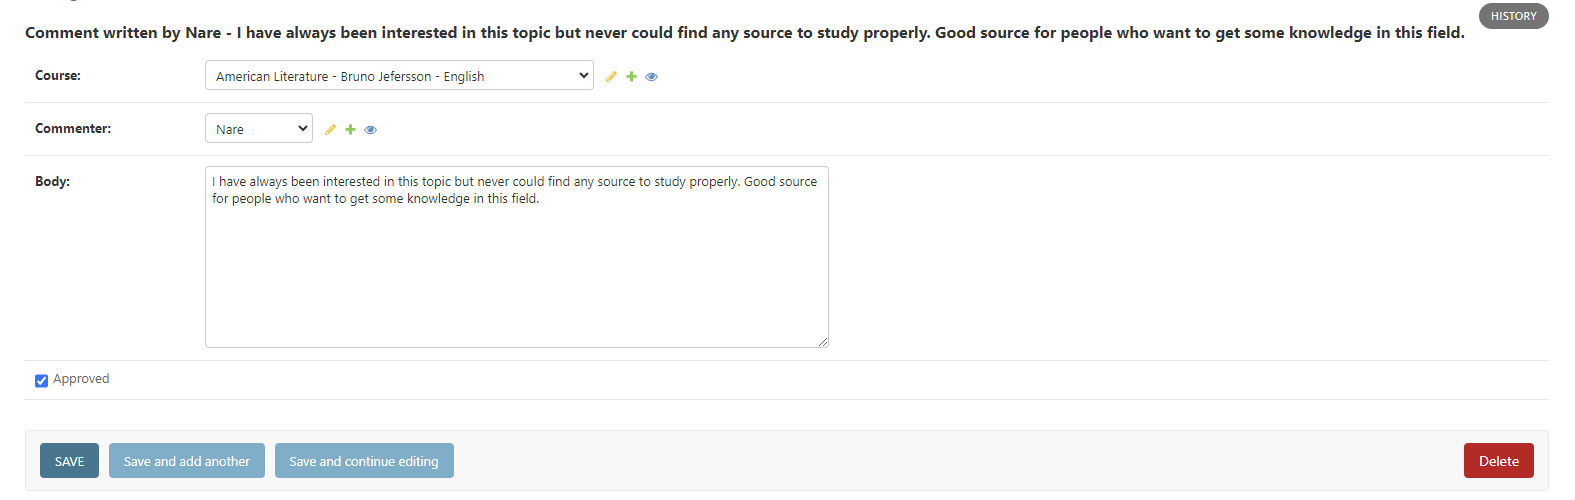 HISTORY
Comment written by Nare - I have always been interested in this topic but never could find any source to study properly. Good source for people who want to get some knowledge in this field.
Course:
American Literature - Bruno Jefersson - English
Commenter:
Nare
Body:
I have always been interested in this topic but never could find any source to study properly. Good source
for people who want to get some knowledge in this field.
Approved
SAVE
Save and add another
Save and continue editing
Delete